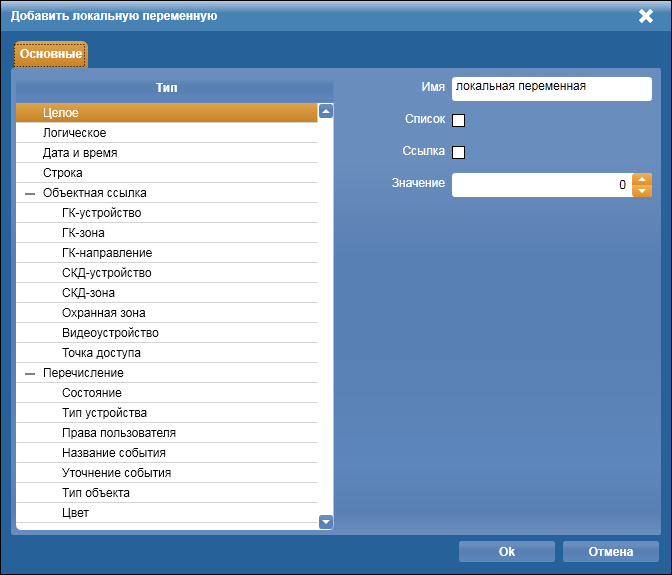 Добавить локальную переменную
Основные
Тип
Целое
Логическое
Дата и время
Строка
Объектная ссылка
ГК-устройство
ГК-зона
ГК-направление
СКД-устройство
СКД-зона
Охранная зона
Видеоустройство
Точка доступа
Перечисление
Состояние
Тип устройства
Права пользователя
Название события
Уточнение события
Тип объекта
Цвет
Имя локальная переменная
Список
Ссылка
Значение 0
Ok Отмена